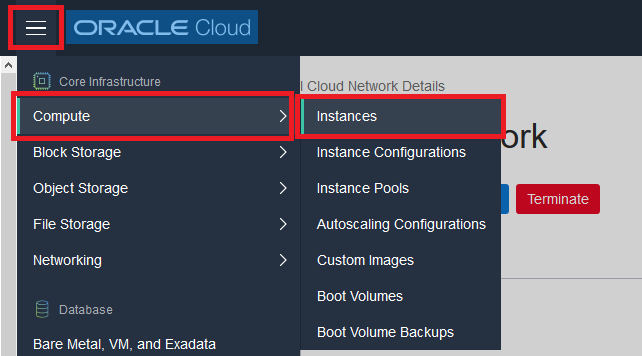 ORACLE Cloud
Core Infrastructure
l Cloud Network Details
Compute
Instances
ork
Block Storage
Instance Configurations
Object Storage
Instance Pools
Terminate
File Storage
Autoscaling Configurations
Networking
Custom Images
Database
Boot Volumes
Bare Metal, VM, and Exadata
Boot Volume Backups